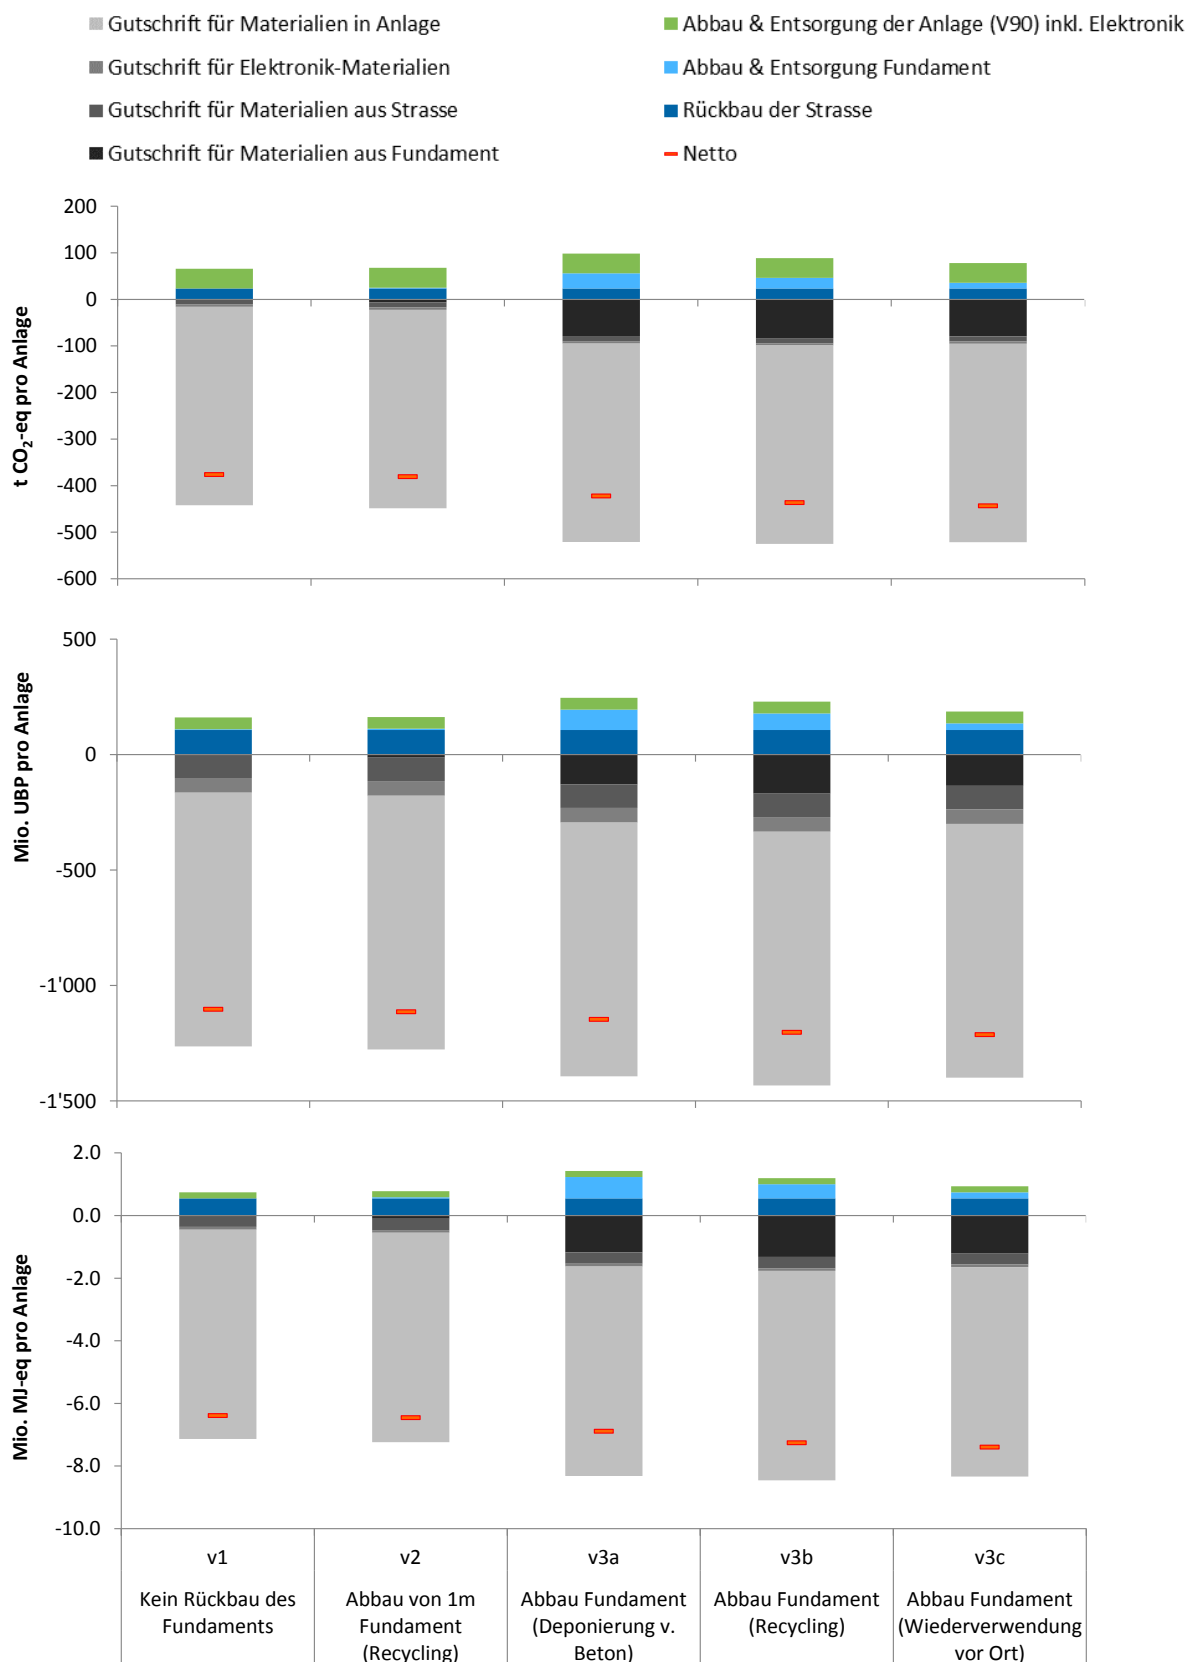 Gutschrift für Materialien in Anlage
Abbau & Entsorgung der Anlage (V90) inkl. Elektronik
Gutschrift für Elektronik-Materialien
Abbau & Entsorgung Fundament
Gutschrift für Materialien aus Strasse
Rückbau der Strasse
Gutschrift für Materialien aus Fundament
Netto
t CO₂-eq pro Anlage
200
100
0
-100
-200
-300
-400
-500
-600
Mio. UBP pro Anlage
500
0
-500
-1'000
-1'500
Mio. MJ-eq pro Anlage
2.0
0.0
-2.0
-4.0
-6.0
-8.0
-10.0
v1
Kein Rückbau des
Fundaments
v2
Abbau von 1m
Fundament
(Recycling)
v3a
Abbau Fundament
(Deponierung v.
Beton)
v3b
Abbau Fundament
(Recycling)
v3c
Abbau Fundament
(Wiederverwendung
vor Ort)